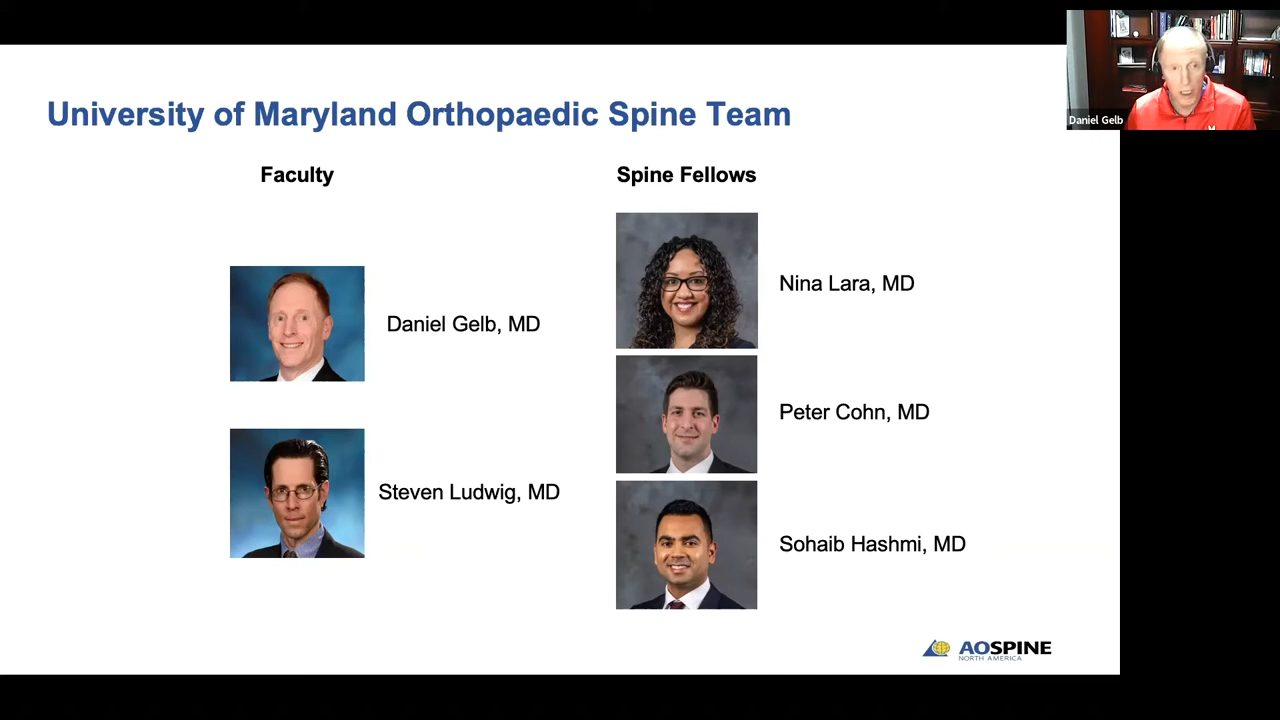 University of Maryland Orthopaedic Spine Team
Daniel Gelb
Faculty
Spine Fellows
Daniel Gelb, MD
Steven Ludwig, MD
Nina Lara, MD
Peter Cohn, MD
Sohaib Hashmi, MD
AOSPINE
NORTH AMERICA